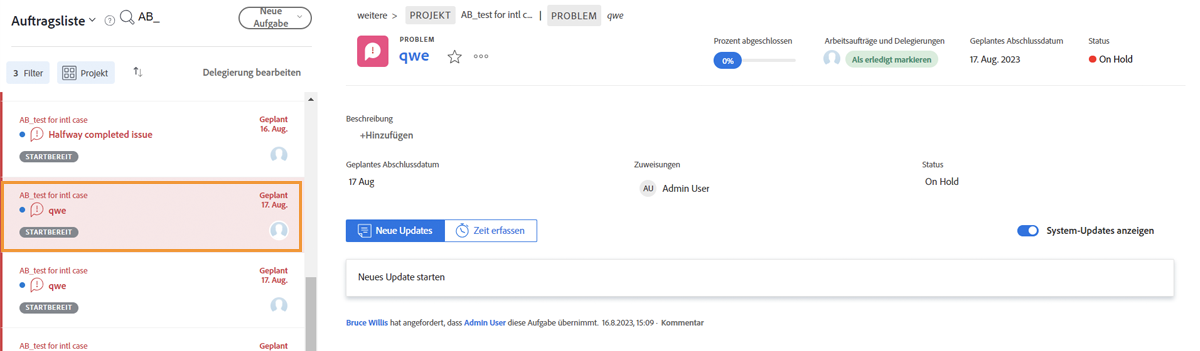 Auftragsliste
AB_
Neue
Aufgabe
3 Filter
Projekt
Delegierung bearbeiten
AB_test for intl case
Geplant
Halfway completed issue
16. Aug.
STARTBEREIT
AB_test for intl case
Geplant
qwe
17. Aug.
STARTBEREIT
AB_test for intl case
Geplant
qwe
17. Aug.
STARTBEREIT
AB_test for intl case
Geplant
weitere > PROJEKT AB_test for intl c... | PROBLEM qwe
PROBLEM
qwe
Prozent abgeschlossen
0%
Arbeitsaufträge und Delegierungen
Als erledigt markieren
Geplantes Abschlussdatum
17. Aug. 2023
Status
On Hold
Beschreibung
+Hinzufügen
Geplantes Abschlussdatum
17 Aug
Zuweisungen
AU Admin User
Status
On Hold
Neue Updates
Zeit erfassen
System-Updates anzeigen
Neues Update starten
Bruce Willis hat angefordert, dass Admin User diese Aufgabe übernimmt. 16.8.2023, 15:09 · Kommentar